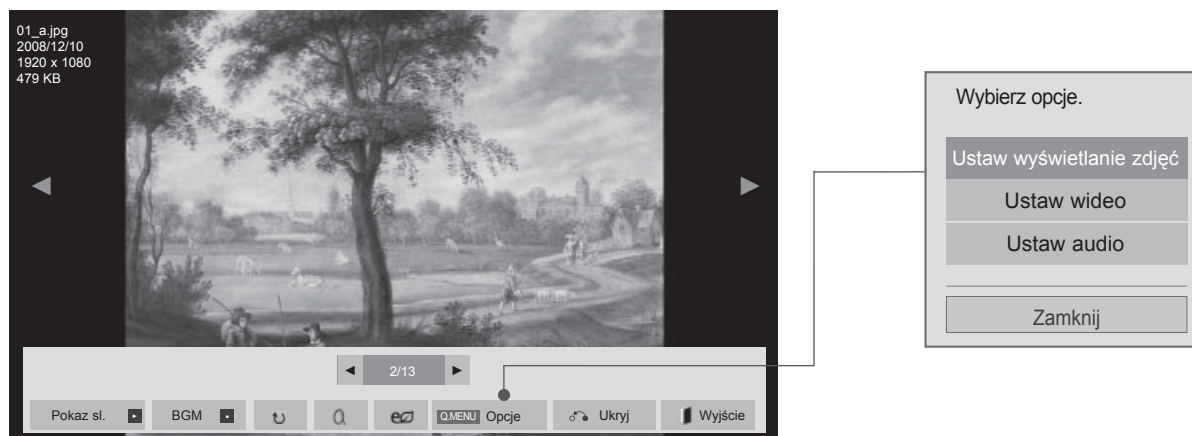 01_a.jpg
2008/12/10
1920 x 1080
479 KB
Wybierz opcje.
Ustaw wyświetlanie zdjęć
Ustaw wideo
Ustaw audio
Zamknij
2/13
Pokaz sl. BGM Q.MENU Opcje Ukryj Wyjście